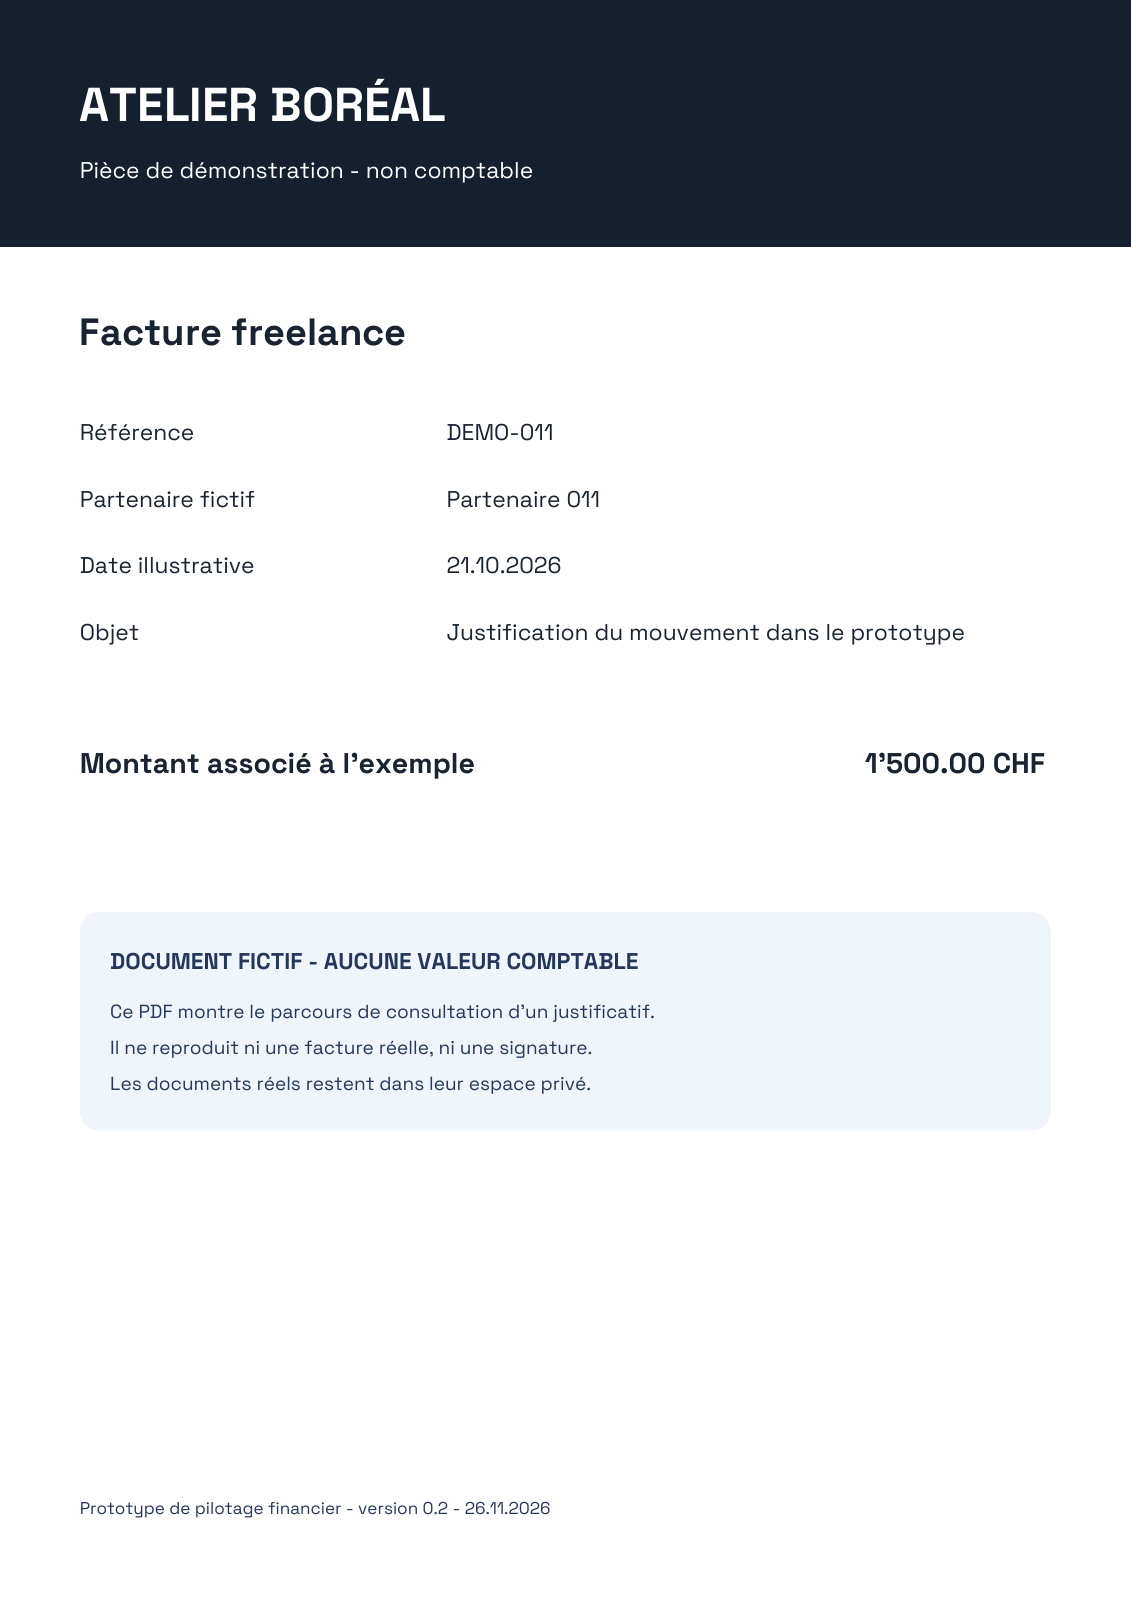 ATELIER BORÉAL
Pièce de démonstration - non comptable
Facture freelance
Référence DEMO-011
Partenaire fictif Partenaire 011
Date illustrative 21.10.2026
Objet Justification du mouvement dans le prototype
Montant associé à l’exemple 1’500.00 CHF
DOCUMENT FICTIF - AUCUNE VALEUR COMPTABLE
Ce PDF montre le parcours de consultation d’un justificatif.
Il ne reproduit ni une facture réelle, ni une signature.
Les documents réels restent dans leur espace privé.
Prototype de pilotage financier - version 0.2 - 26.11.2026